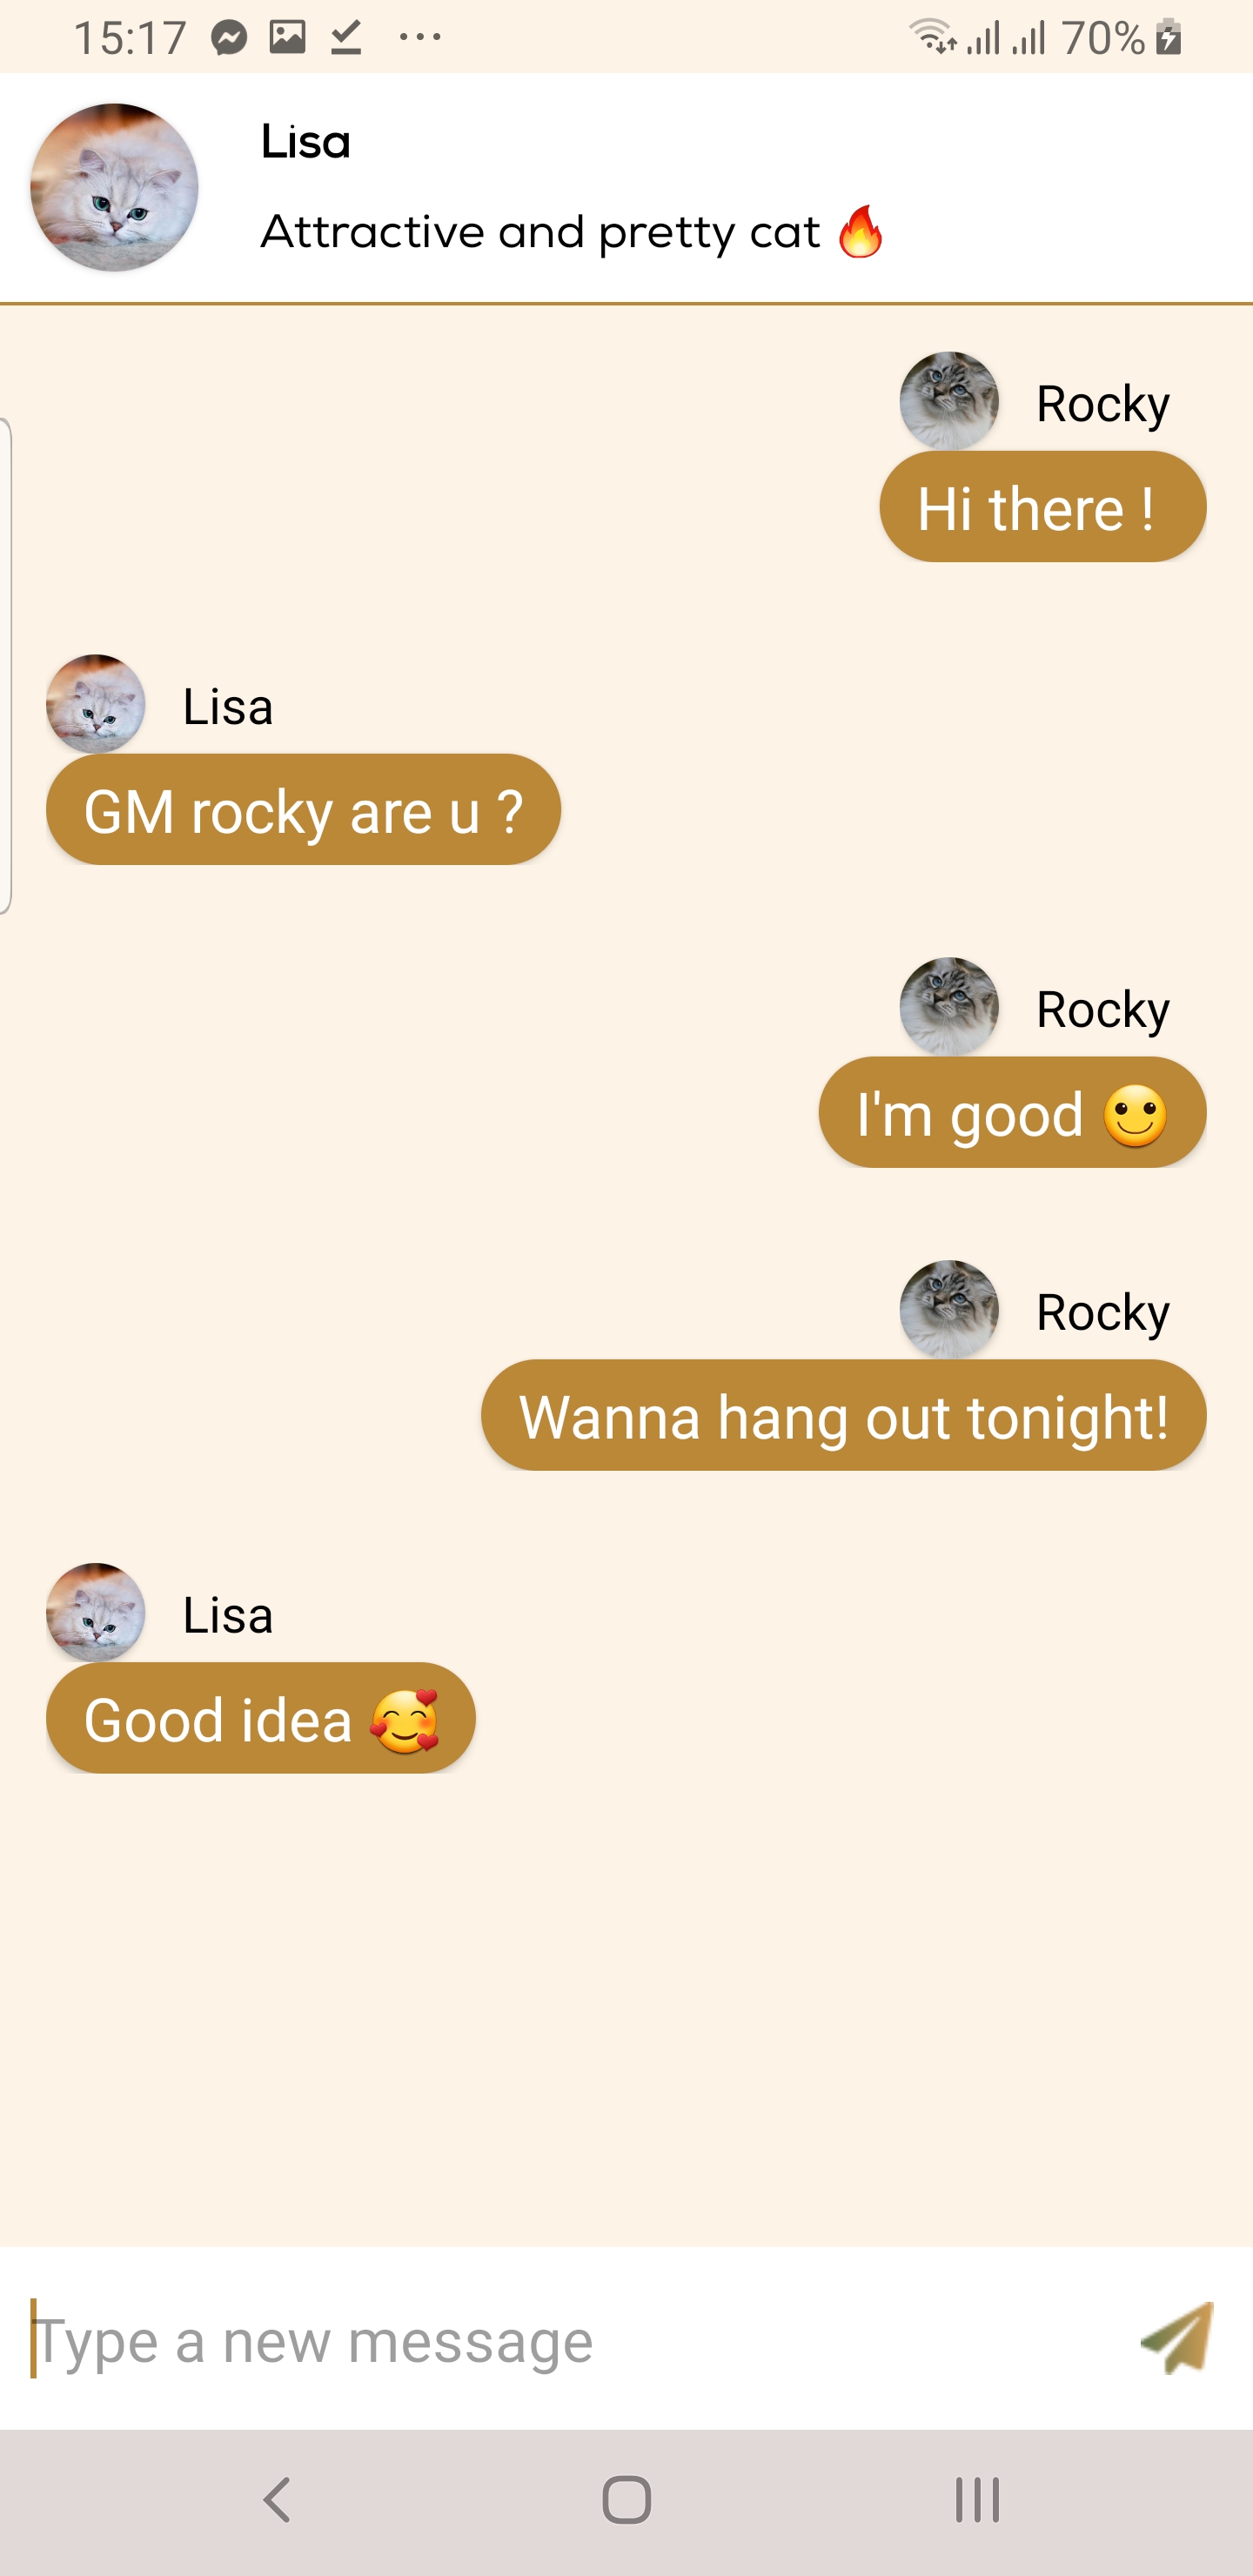 15:17 70%
Lisa
Attractive and pretty cat 🔥
Rocky
Hi there !
Lisa
GM rocky are u ?
Rocky
I'm good 🙂
Rocky
Wanna hang out tonight!
Lisa
Good idea 🥰
Type a new message